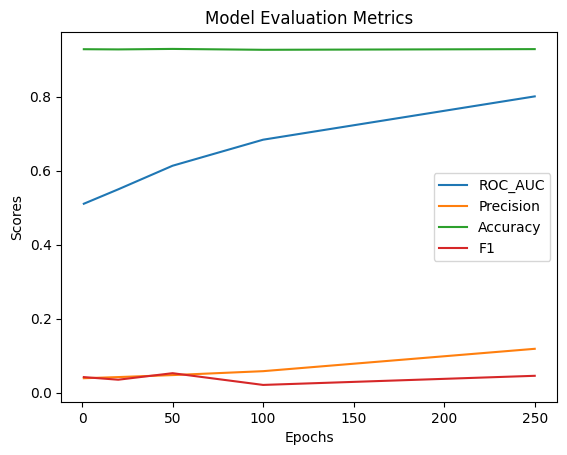 Model Evaluation Metrics
Scores
0.8
0.6
0.4
0.2
0.0
ROC_AUC
Precision
Accuracy
F1
0
50
100
150
200
250
Epochs